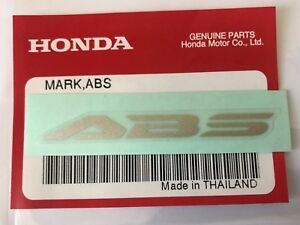 HONDA
GENUINE PARTS
Honda Motor Co., Ltd.
MARK,ABS
ABS
Made in THAILAND